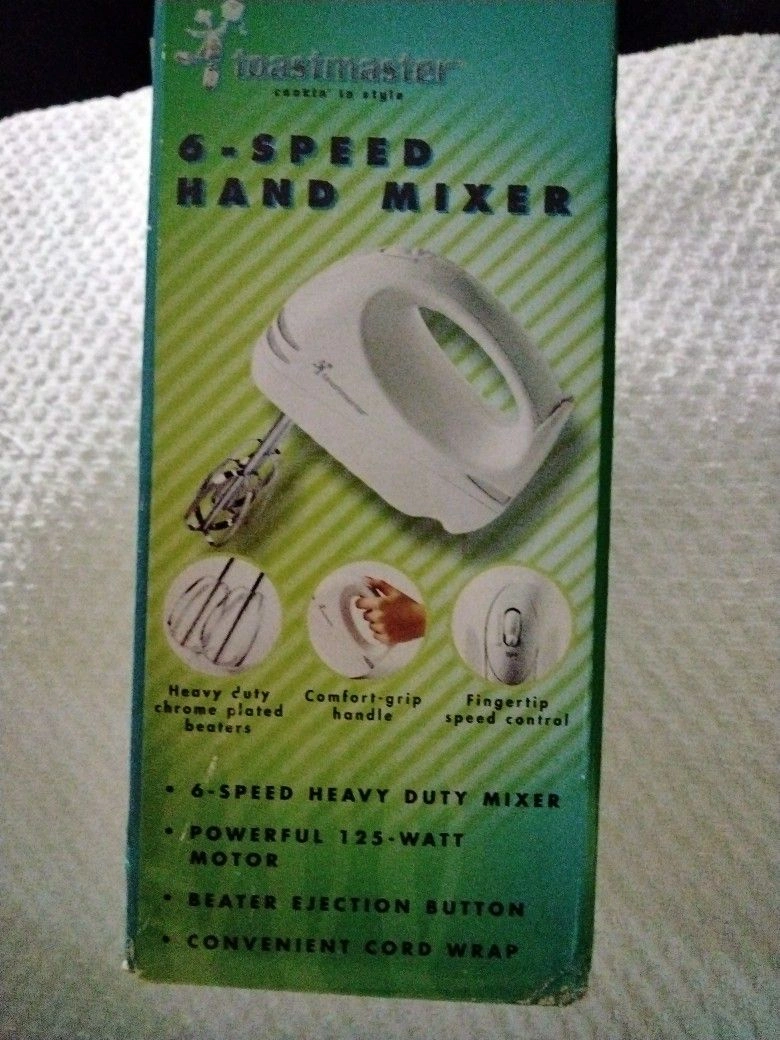 toastmaster
cookin' in style
6-SPEED
HAND MIXER
toastmaster
Heavy duty
chrome plated
beaters
Comfort-grip
handle
Fingertip
speed control
• 6-SPEED HEAVY DUTY MIXER
• POWERFUL 125-WATT
MOTOR
• BEATER EJECTION BUTTON
• CONVENIENT CORD WRAP